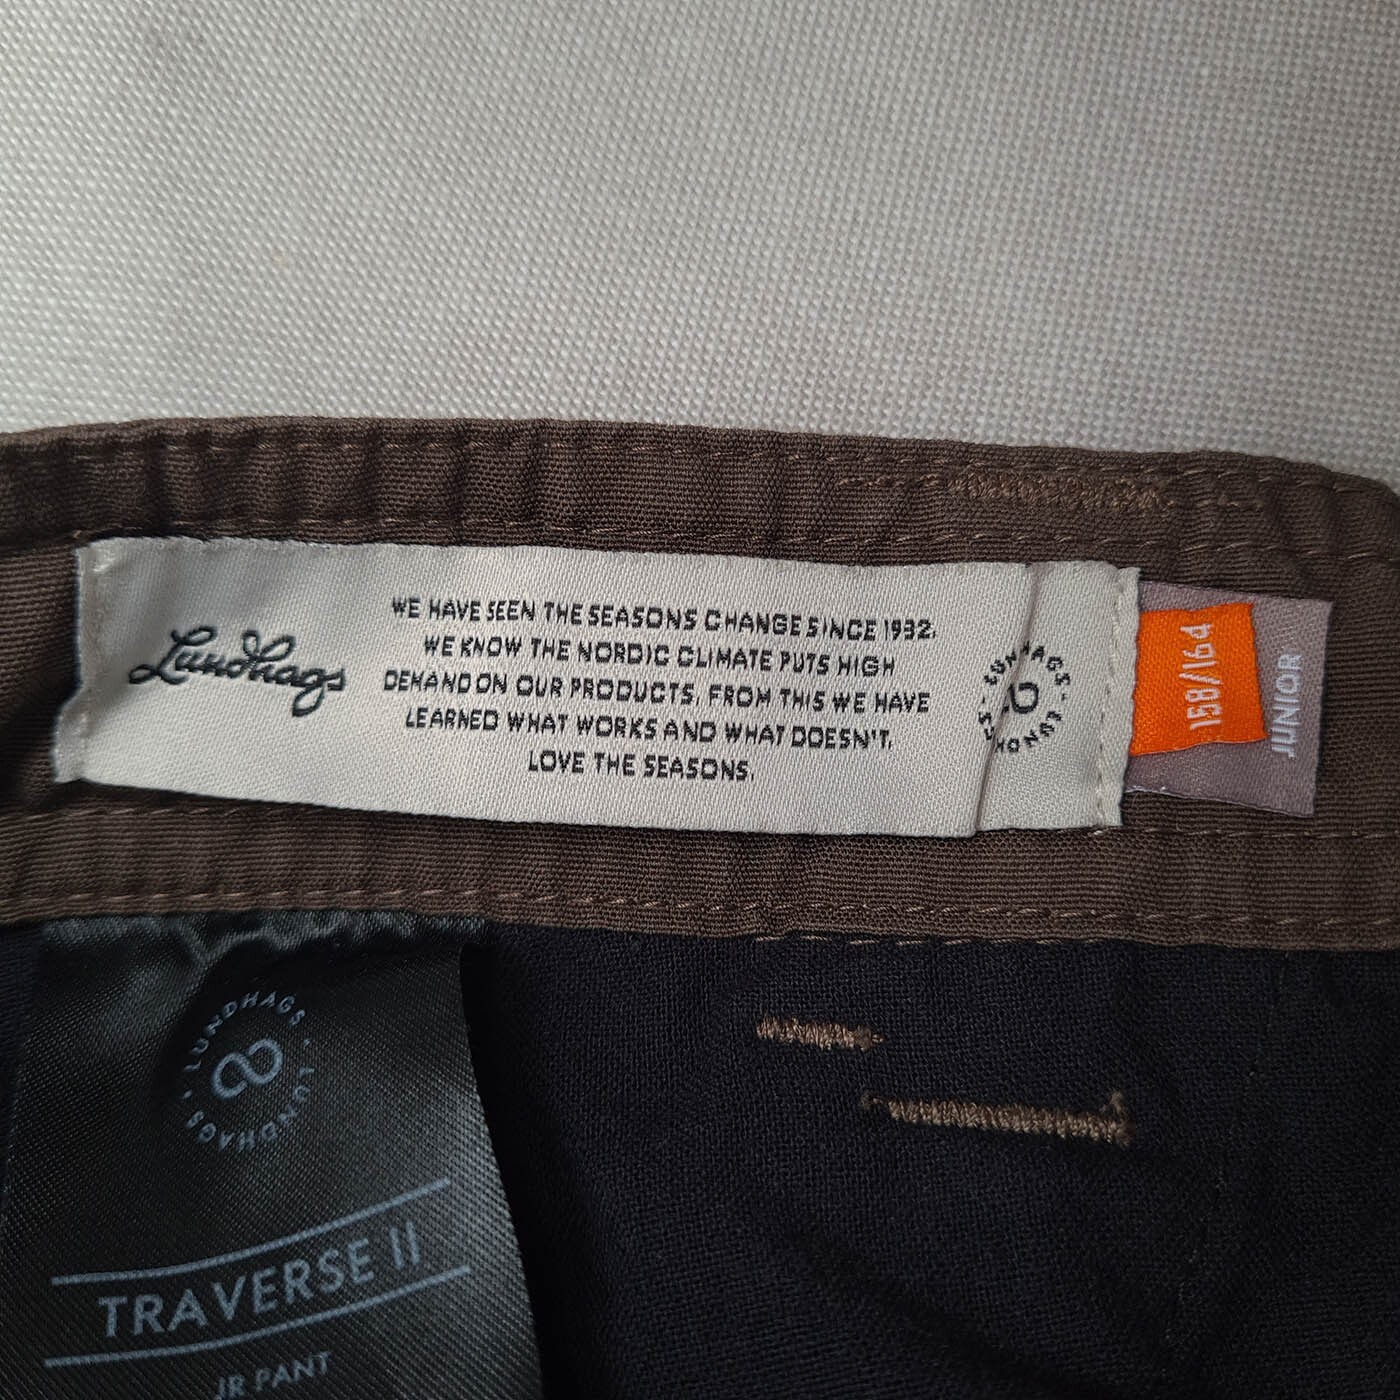 Lundhags
WE HAVE SEEN THE SEASONS CHANGE SINCE 1932.
WE KNOW THE NORDIC CLIMATE PUTS HIGH
DEMAND ON OUR PRODUCTS. FROM THIS WE HAVE
LEARNED WHAT WORKS AND WHAT DOESN'T.
LOVE THE SEASONS.
LUNDHAGS · LUNDHAGS ·
158/164
JUNIOR
LUNDHAGS · LUNDHAGS ·
TRAVERSE II
JR PANT